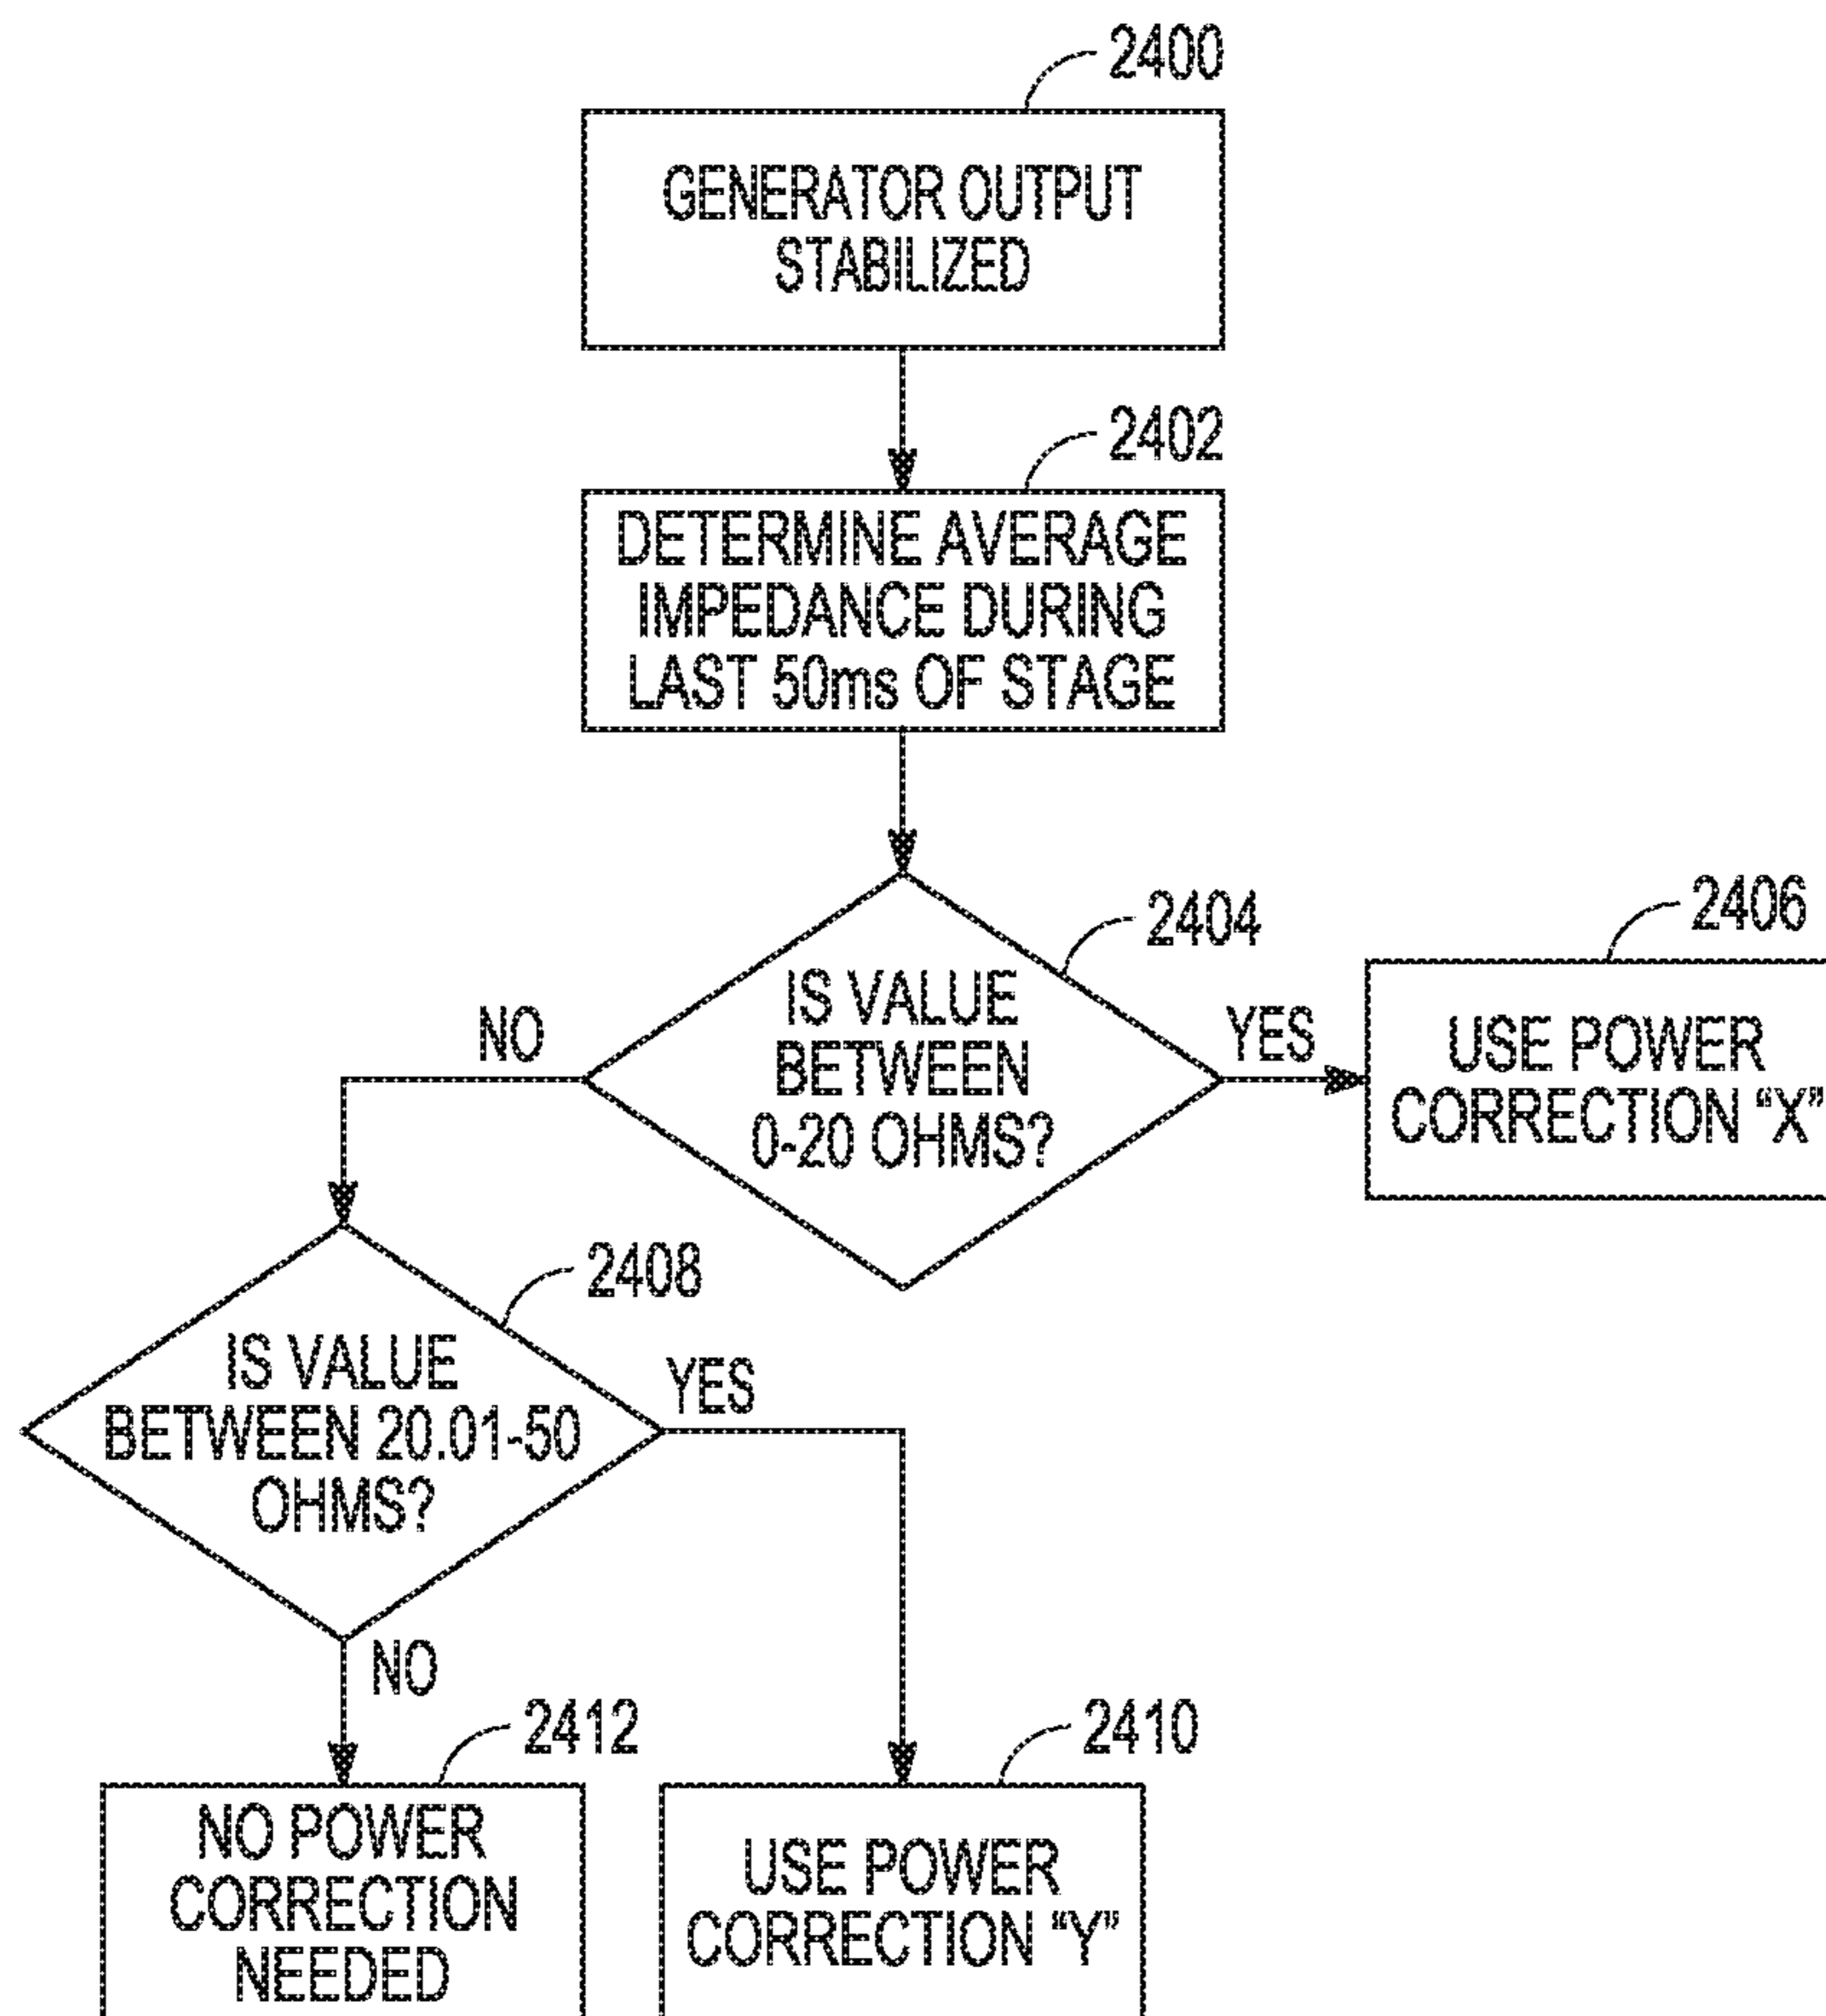 2400
GENERATOR OUTPUT
STABILIZED
2402
DETERMINE AVERAGE
IMPEDANCE DURING
LAST 50ms OF STAGE
2404
IS VALUE
BETWEEN
0-20 OHMS?
NO
YES
2406
USE POWER
CORRECTION “X”
2408
IS VALUE
BETWEEN 20.01-50
OHMS?
YES
NO
2412
NO POWER
CORRECTION
NEEDED
2410
USE POWER
CORRECTION “Y”